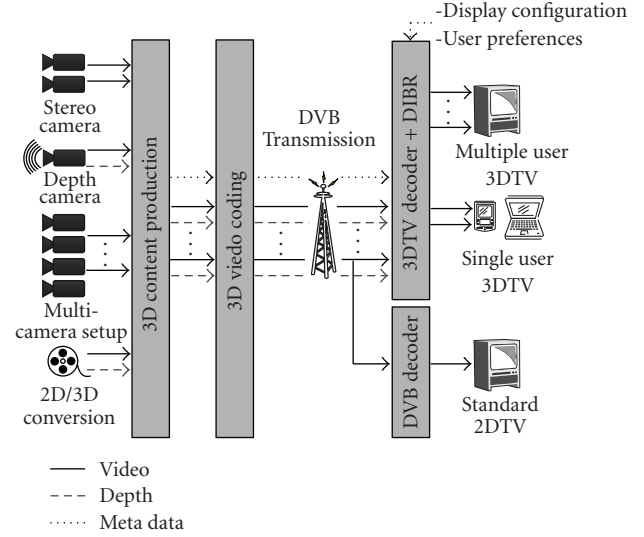 -Display configuration
-User preferences
Stereo
camera
Depth
camera
Multi-
camera setup
2D/3D
conversion
3D content production
3D viedo coding
DVB
Transmission
3DTV decoder + DIBR
DVB decoder
Multiple user
3DTV
Single user
3DTV
Standard
2DTV
Video
Depth
Meta data